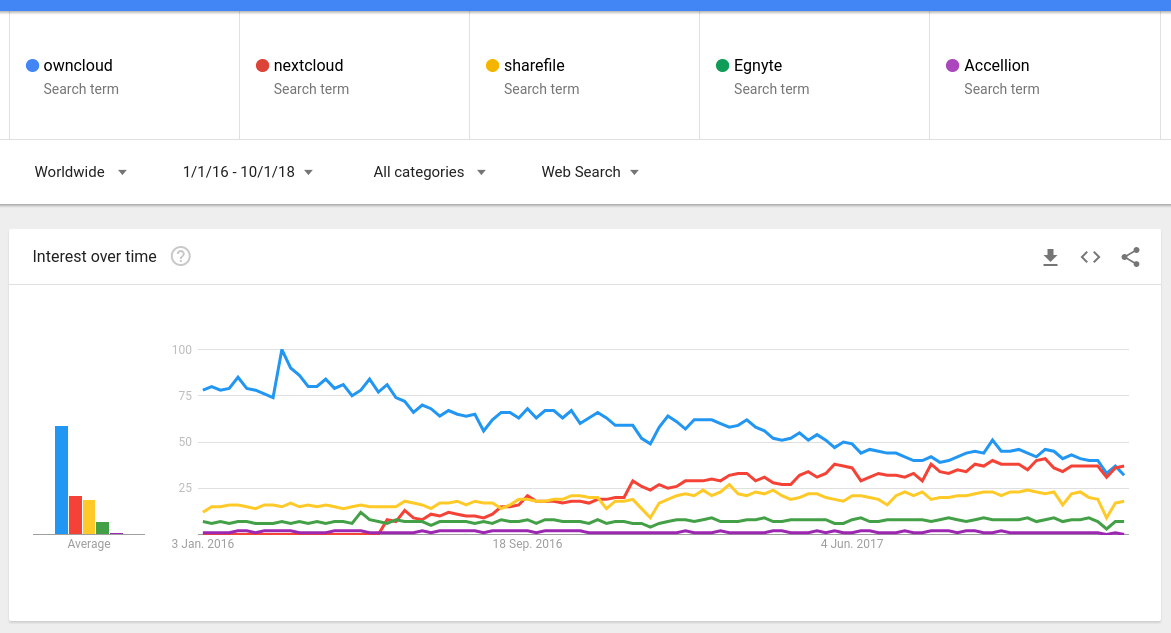 owncloud
Search term
nextcloud
Search term
sharefile
Search term
Egnyte
Search term
Accellion
Search term
Worldwide
1/1/16 - 10/1/18
All categories
Web Search
Interest over time
?
100
75
50
25
Average
3 Jan. 2016
18 Sep. 2016
4 Jun. 2017